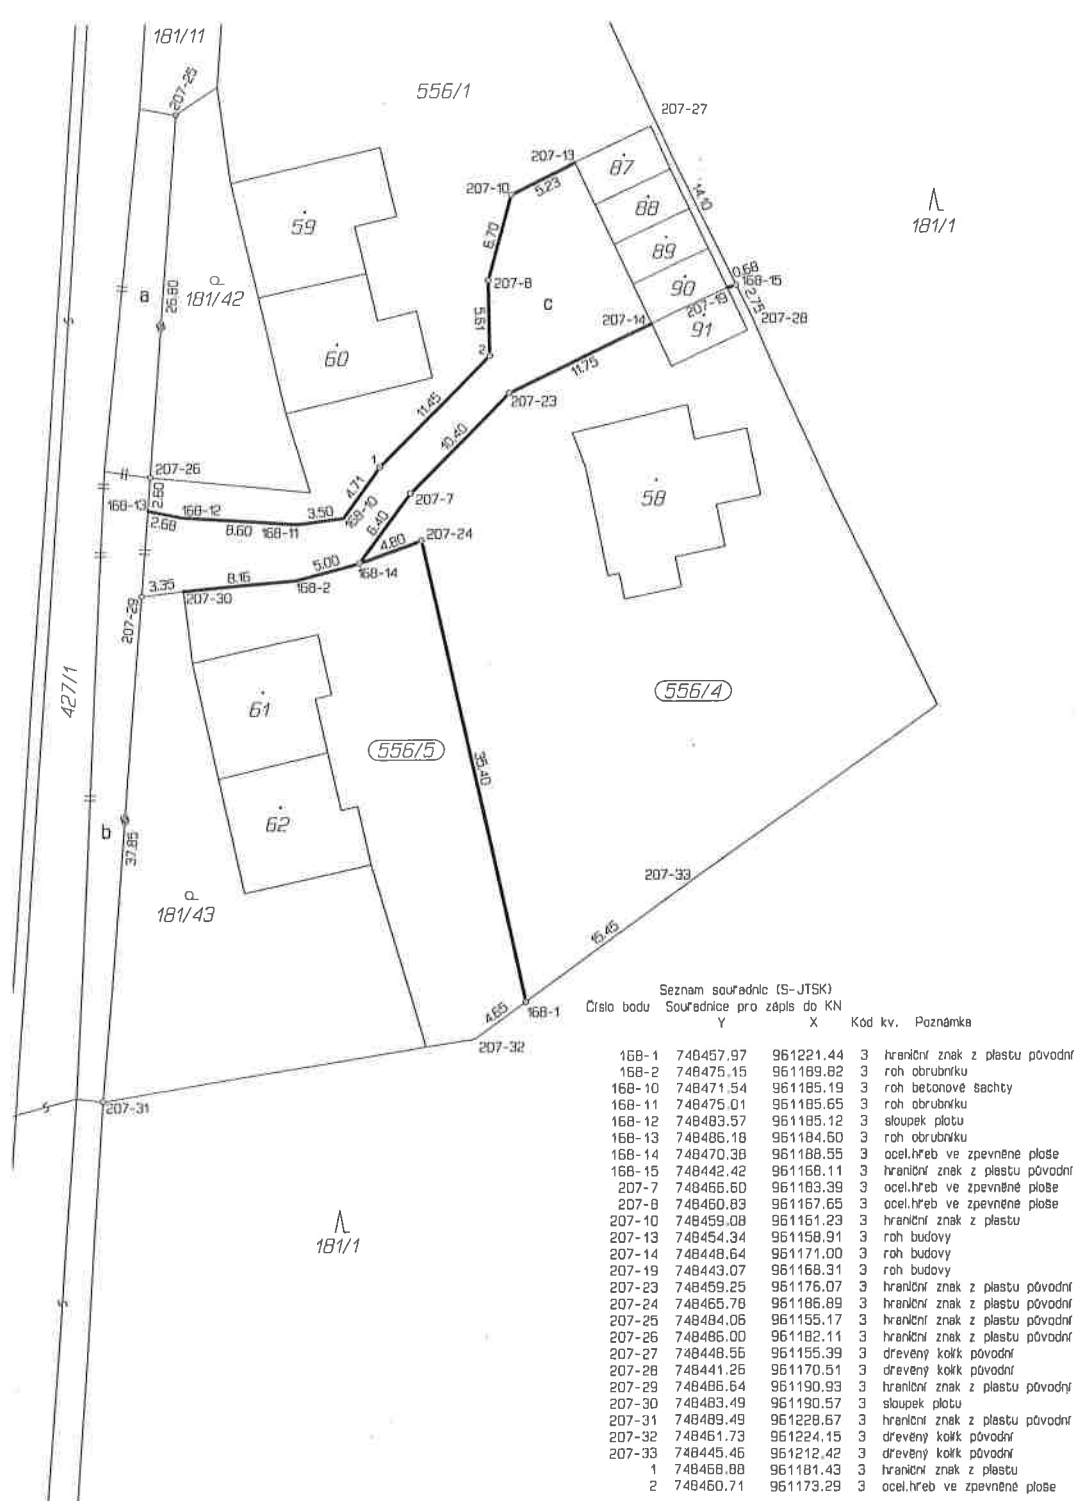 181/11
207-25
556/1
207-27
207-13
87
207-10
5.23
88
14.10
181/1
59
6.70
89
0.68
207-8
90
168-15
a
26.80
181/42
c
207-19
2.75
5.61
207-28
207-14
91
60
2
11.75
11.45
207-23
10.40
1
207-26
4.71
58
2.60
168-13
168-12
3.50
168-10
207-7
2.68
8.60
168-11
6.40
207-24
4.80
5.00
168-14
3.35
8.16
168-2
207-30
207-29
427/1
61
556/4
556/5
35.40
62
b
37.85
207-33
181/43
15.45
4.65
168-1
207-32
207-31
181/1
Seznam souřadnic (S-JTSK)
Číslo bodu Souřadnice pro zápis do KN
Y X Kód kv. Poznámka
168-1 748457.97 961221.44 3 hraniční znak z plastu původní
168-2 748475.15 961189.82 3 roh obrubníku
168-10 748471.54 961185.19 3 roh betonové šachty
168-11 748475.01 961185.65 3 roh obrubníku
168-12 748483.57 961185.12 3 sloupek plotu
168-13 748486.18 961184.60 3 roh obrubníku
168-14 748470.38 961188.55 3 ocel.hřeb ve zpevněné ploše
168-15 748442.42 961168.11 3 hraniční znak z plastu původní
207-7 748466.60 961183.39 3 ocel.hřeb ve zpevněné ploše
207-8 748460.83 961167.65 3 ocel.hřeb ve zpevněné ploše
207-10 748459.08 961161.23 3 hraniční znak z plastu
207-13 748454.34 961158.91 3 roh budovy
207-14 748448.64 961171.00 3 roh budovy
207-19 748443.07 961168.31 3 roh budovy
207-23 748459.25 961176.07 3 hraniční znak z plastu původní
207-24 748465.78 961186.89 3 hraniční znak z plastu původní
207-25 748484.06 961155.17 3 hraniční znak z plastu původní
207-26 748486.00 961182.11 3 hraniční znak z plastu původní
207-27 748448.56 961155.39 3 dřevěný kolík původní
207-28 748441.26 961170.51 3 dřevěný kolík původní
207-29 748486.64 961190.93 3 hraniční znak z plastu původní
207-30 748483.49 961190.57 3 sloupek plotu
207-31 748489.49 961228.67 3 hraniční znak z plastu původní
207-32 748461.73 961224.15 3 dřevěný kolík původní
207-33 748445.46 961212.42 3 dřevěný kolík původní
1 748468.88 961181.43 3 hraniční znak z plastu
2 748460.71 961173.29 3 ocel.hřeb ve zpevněné ploše